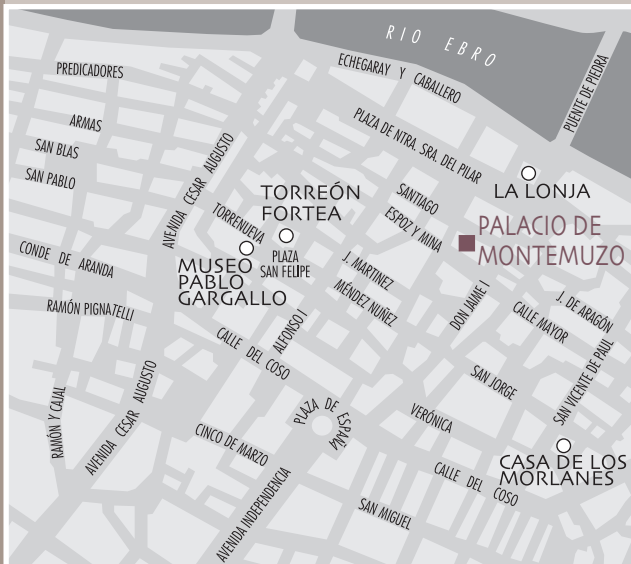 RIO EBRO
PREDICADORES
ECHEGARAY Y CABALLERO
PUENTE DE PIEDRA
ARMAS
PLAZA DE NTRA. SRA. DEL PILAR
SAN BLAS
SAN PABLO
AVENIDA CESAR AUGUSTO
LA LONJA
TORREÓN
FORTEA
SANTIAGO
TORRENUEVA
ESPOZ Y MINA
PALACIO DE
MONTEMUZO
CONDE DE ARANDA
PLAZA
SAN FELIPE
MUSEO
PABLO
GARGALLO
J. MARTINEZ
MÉNDEZ NUÑEZ
RAMÓN PIGNATELLI
ALFONSO I
DON JAIME I
J. DE ARAGÓN
CALLE MAYOR
CALLE DEL COSO
SAN VICENTE DE PAUL
SAN JORGE
RAMÓN Y CAJAL
AVENIDA CESAR AUGUSTO
PLAZA DE ESPAÑA
VERÓNICA
CINCO DE MARZO
CASA DE LOS
MORLANES
CALLE DEL COSO
AVENIDA INDEPENDENCIA
SAN MIGUEL